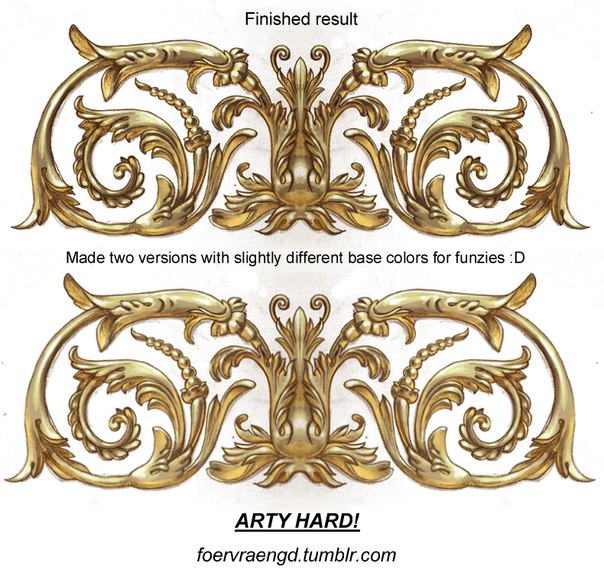 Finished result
Made two versions with slightly different base colors for funzies :D
ARTY HARD!
foervraengd.tumblr.com